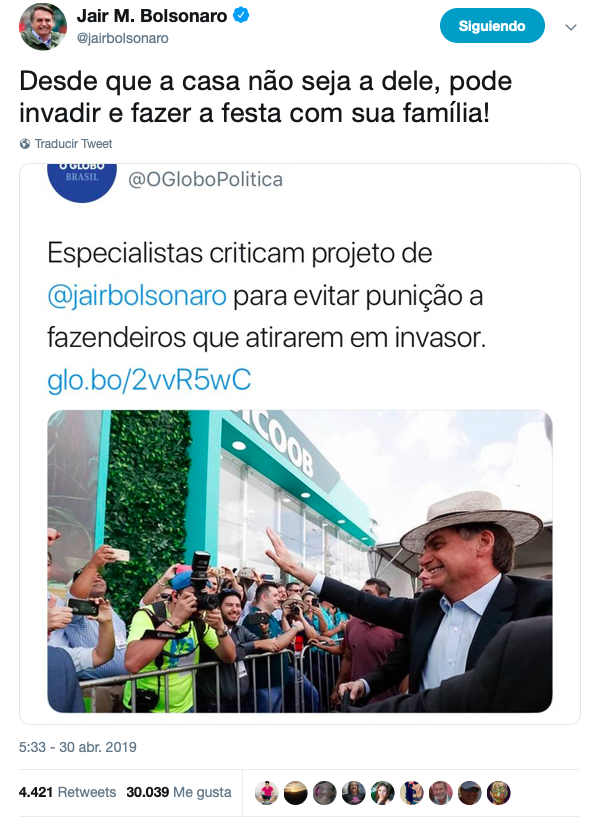 Jair M. Bolsonaro
@jairbolsonaro
Siguiendo
Desde que a casa não seja a dele, pode
invadir e fazer a festa com sua família!
Traducir Tweet
O GLOBO
BRASIL
@OGloboPolitica
Especialistas criticam projeto de
@jairbolsonaro para evitar punição a
fazendeiros que atirarem em invasor.
glo.bo/2vvR5wC
ICOOB
Canon
5:33 - 30 abr. 2019
4.421 Retweets 30.039 Me gusta